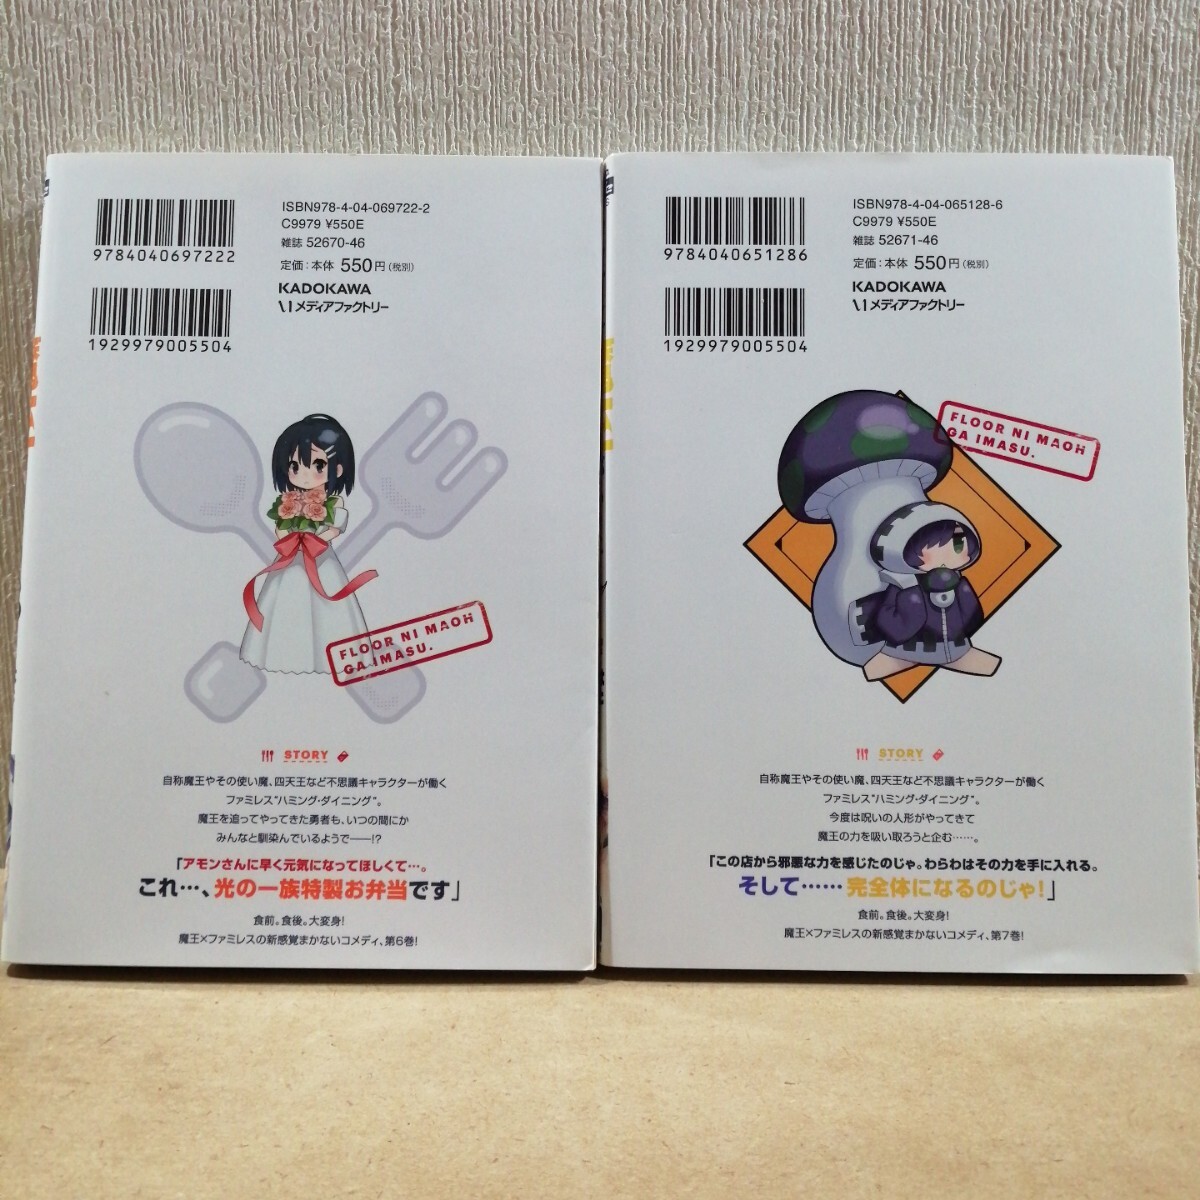 ISBN978-4-04-069722-2
C9979 ¥550E
雑誌 52670-46
定価:本体 550円(税別)
KADOKAWA
メディアファクトリー
9784040697222
1929979005504
FLOOR NI MAOH
GA IMASU.
STORY
自称魔王やその使い魔、四天王など不思議キャラクターが働く
ファミレス"ハミング・ダイニング"。
魔王を追ってやってきた勇者も、いつの間にか
みんなと馴染んでいるようで――!?
「アモンさんに早く元気になってほしくて…。
これ…、光の一族特製お弁当です」
食前。食後。大変身!
魔王×ファミレスの新感覚まかないコメディ、第6巻!
ISBN978-4-04-065128-6
C9979 ¥550E
雑誌 52671-46
定価:本体 550円(税別)
KADOKAWA
メディアファクトリー
9784040651286
1929979005504
FLOOR NI MAOH
GA IMASU.
STORY
自称魔王やその使い魔、四天王など不思議キャラクターが働く
ファミレス"ハミング・ダイニング"。
今度は呪いの人形がやってきて
魔王の力を吸い取ろうと企む……。
「この店から邪悪な力を感じたのじゃ。わらわはその力を手に入れる。
そして……完全体になるのじゃ!」
食前。食後。大変身!
魔王×ファミレスの新感覚まかないコメディ、第7巻!